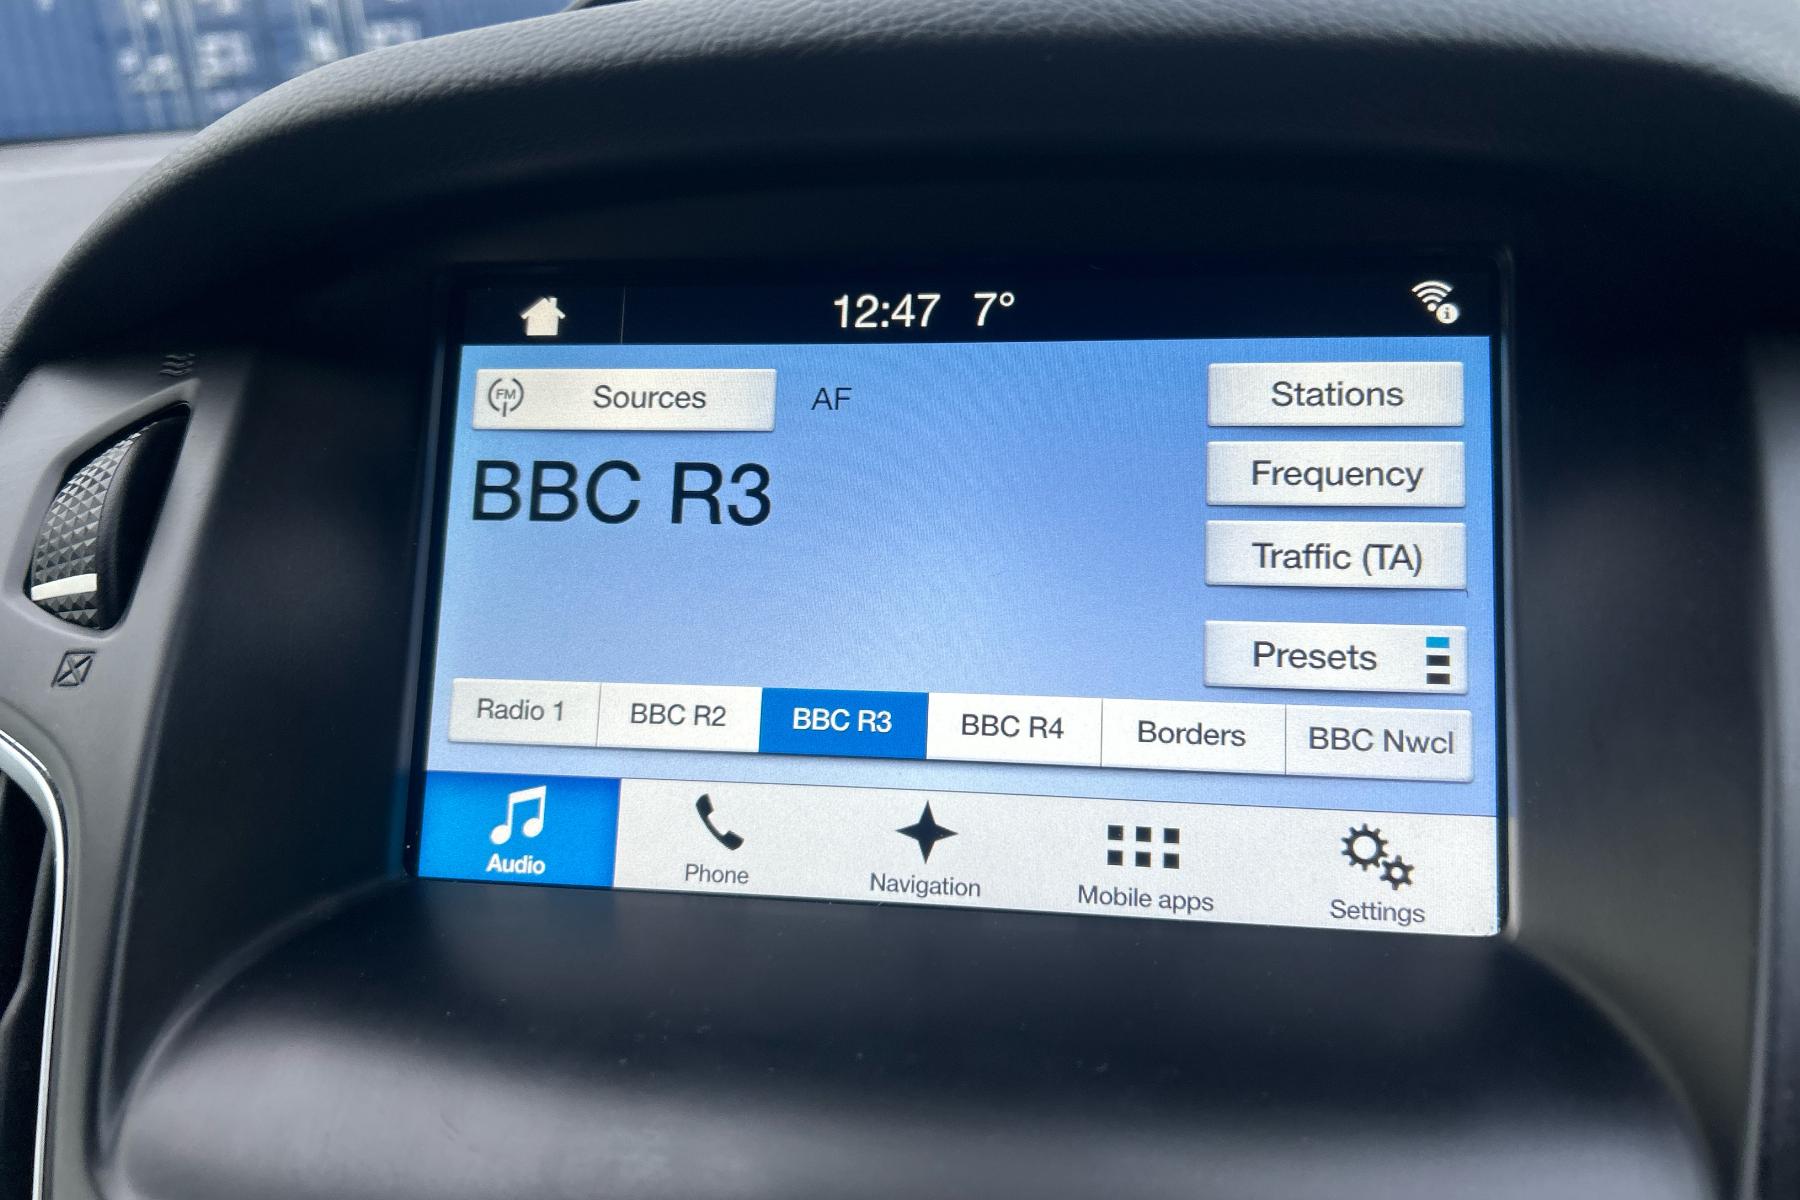 12:47 7°
FM Sources AF Stations
BBC R3
Frequency
Traffic (TA)
Presets
Radio 1 BBC R2 BBC R3 BBC R4 Borders BBC Nwcl
Audio Phone Navigation Mobile apps Settings